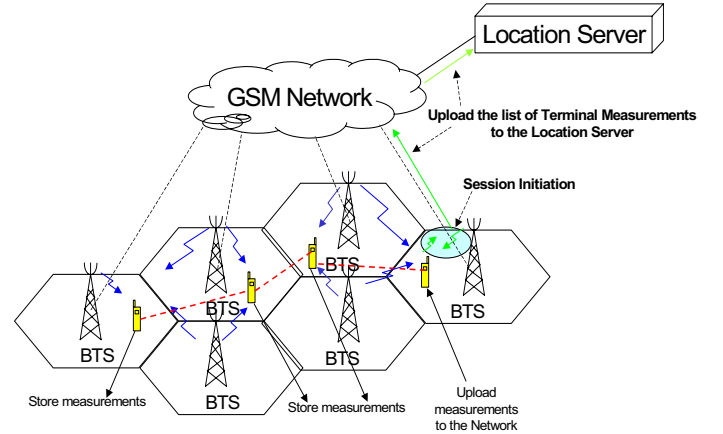 Location Server
GSM Network
Upload the list of Terminal Measurements
to the Location Server
Session Initiation
BTS
BTS
BTS
BTS
BTS
BTS
Store measurements
Store measurements
Upload
measurements
to the Network